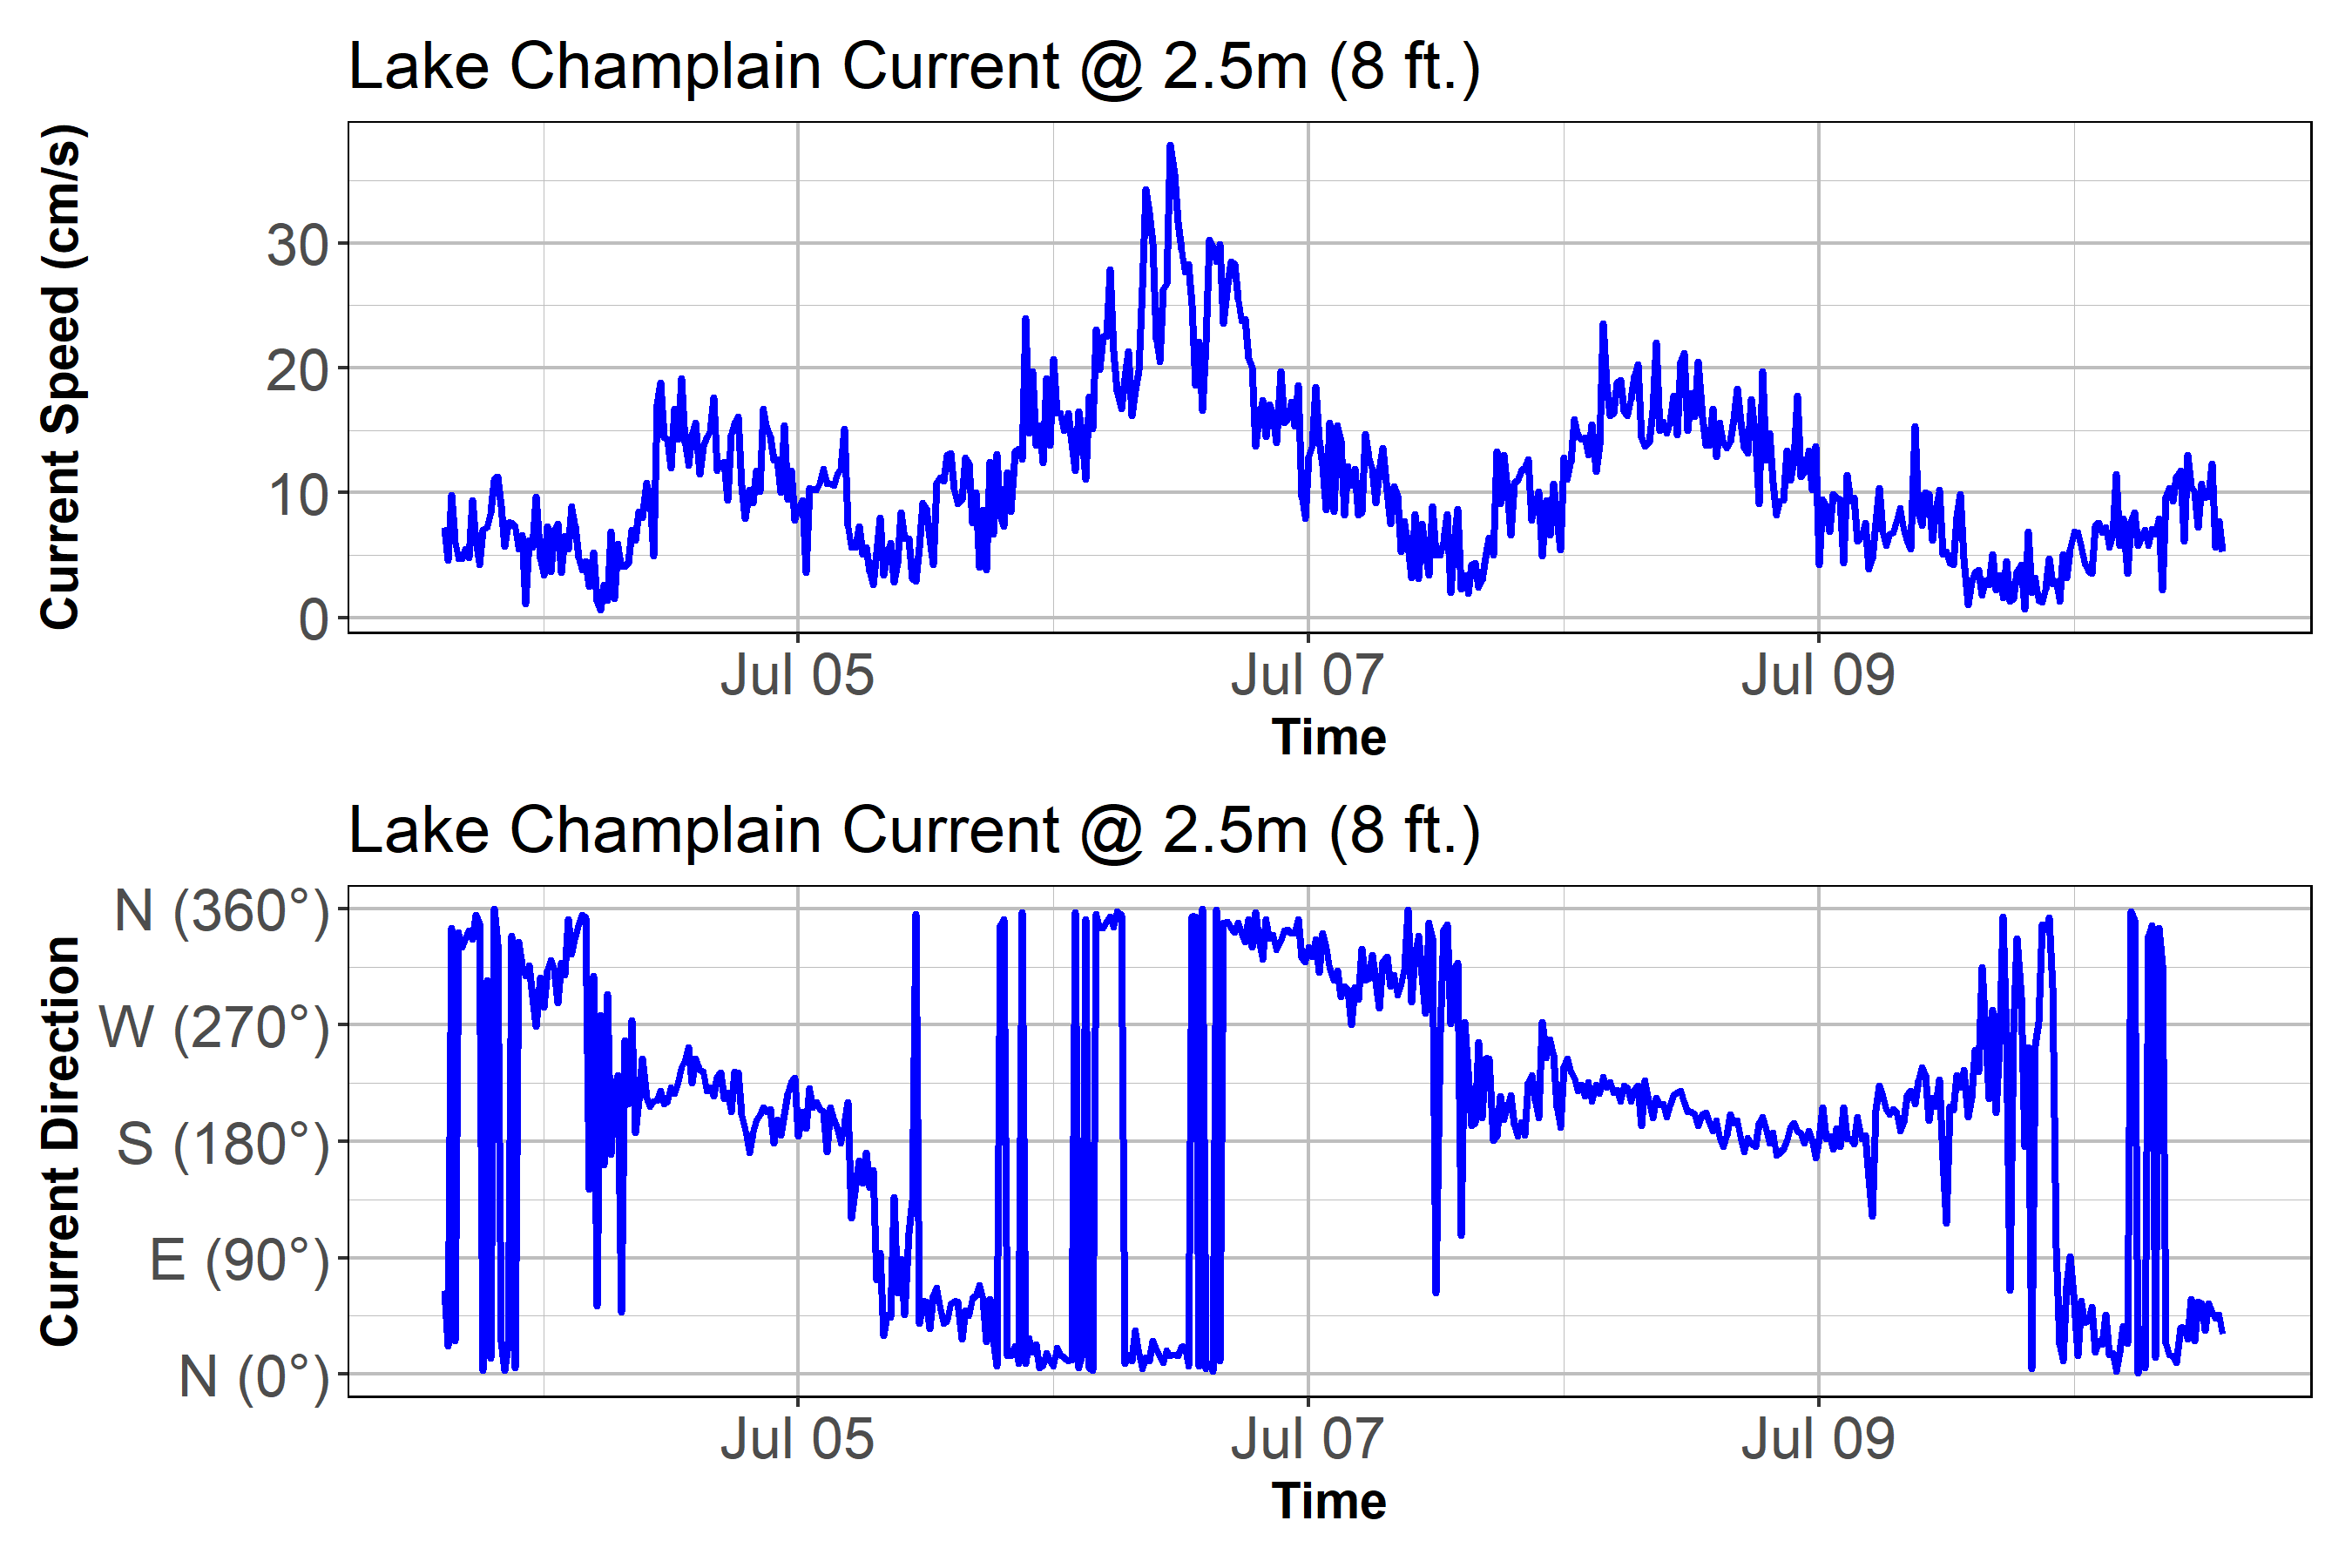 Lake Champlain Current @ 2.5m (8 ft.)
Current Speed (cm/s)
30
20
10
0
Jul 05 Jul 07 Jul 09
Time
Lake Champlain Current @ 2.5m (8 ft.)
Current Direction
N (360°)
W (270°)
S (180°)
E (90°)
N (0°)
Jul 05 Jul 07 Jul 09
Time